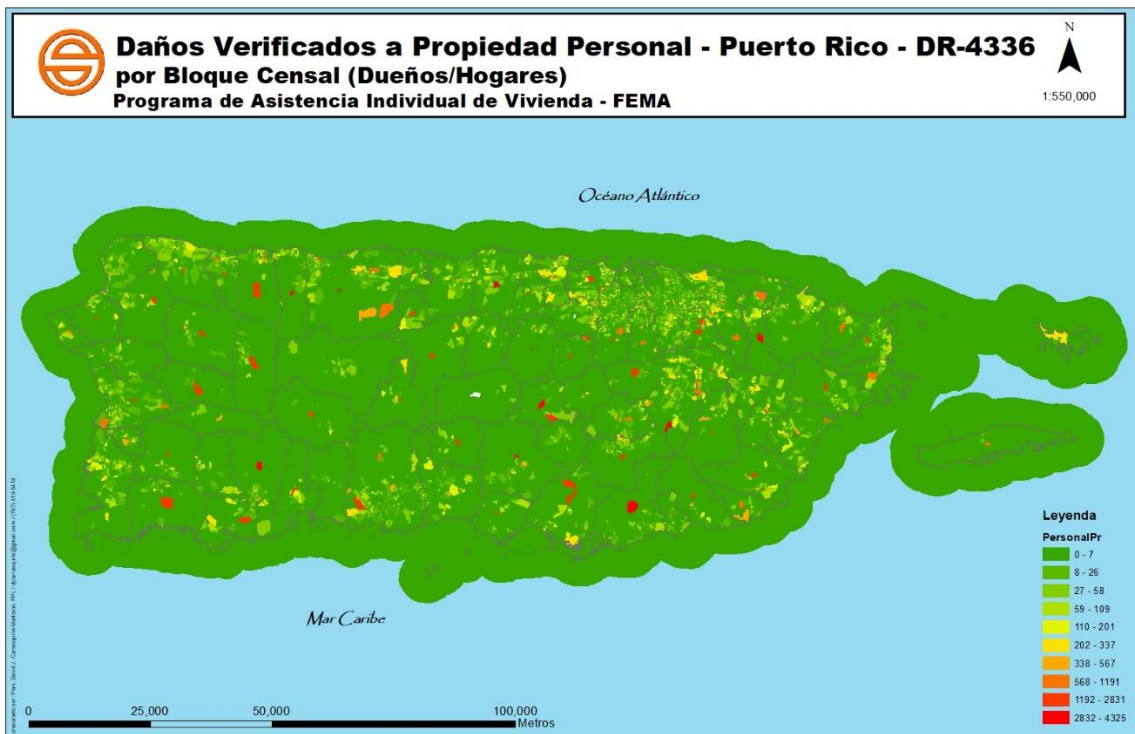 Daños Verificados a Propiedad Personal - Puerto Rico - DR-4336
por Bloque Censal (Dueños/Hogares)
Programa de Asistencia Individual de Vivienda - FEMA
N
1:550,000
Océano Atlántico
Mar Caribe
Leyenda
PersonalPr
0 - 7
8 - 26
27 - 58
59 - 109
110 - 201
202 - 337
338 - 567
568 - 1191
1192 - 2831
2832 - 4325
0 25,000 50,000 100,000
Metros